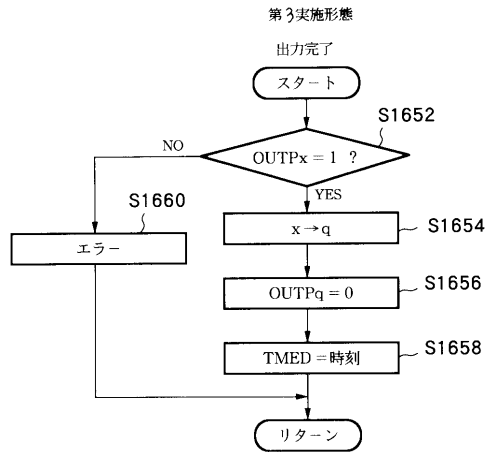 第3実施形態
出力完了
スタート
S1652
OUTPx = 1 ?
NO
YES
S1660
エラー
x→q
S1654
OUTPq = 0
S1656
TMED = 時刻
S1658
リターン